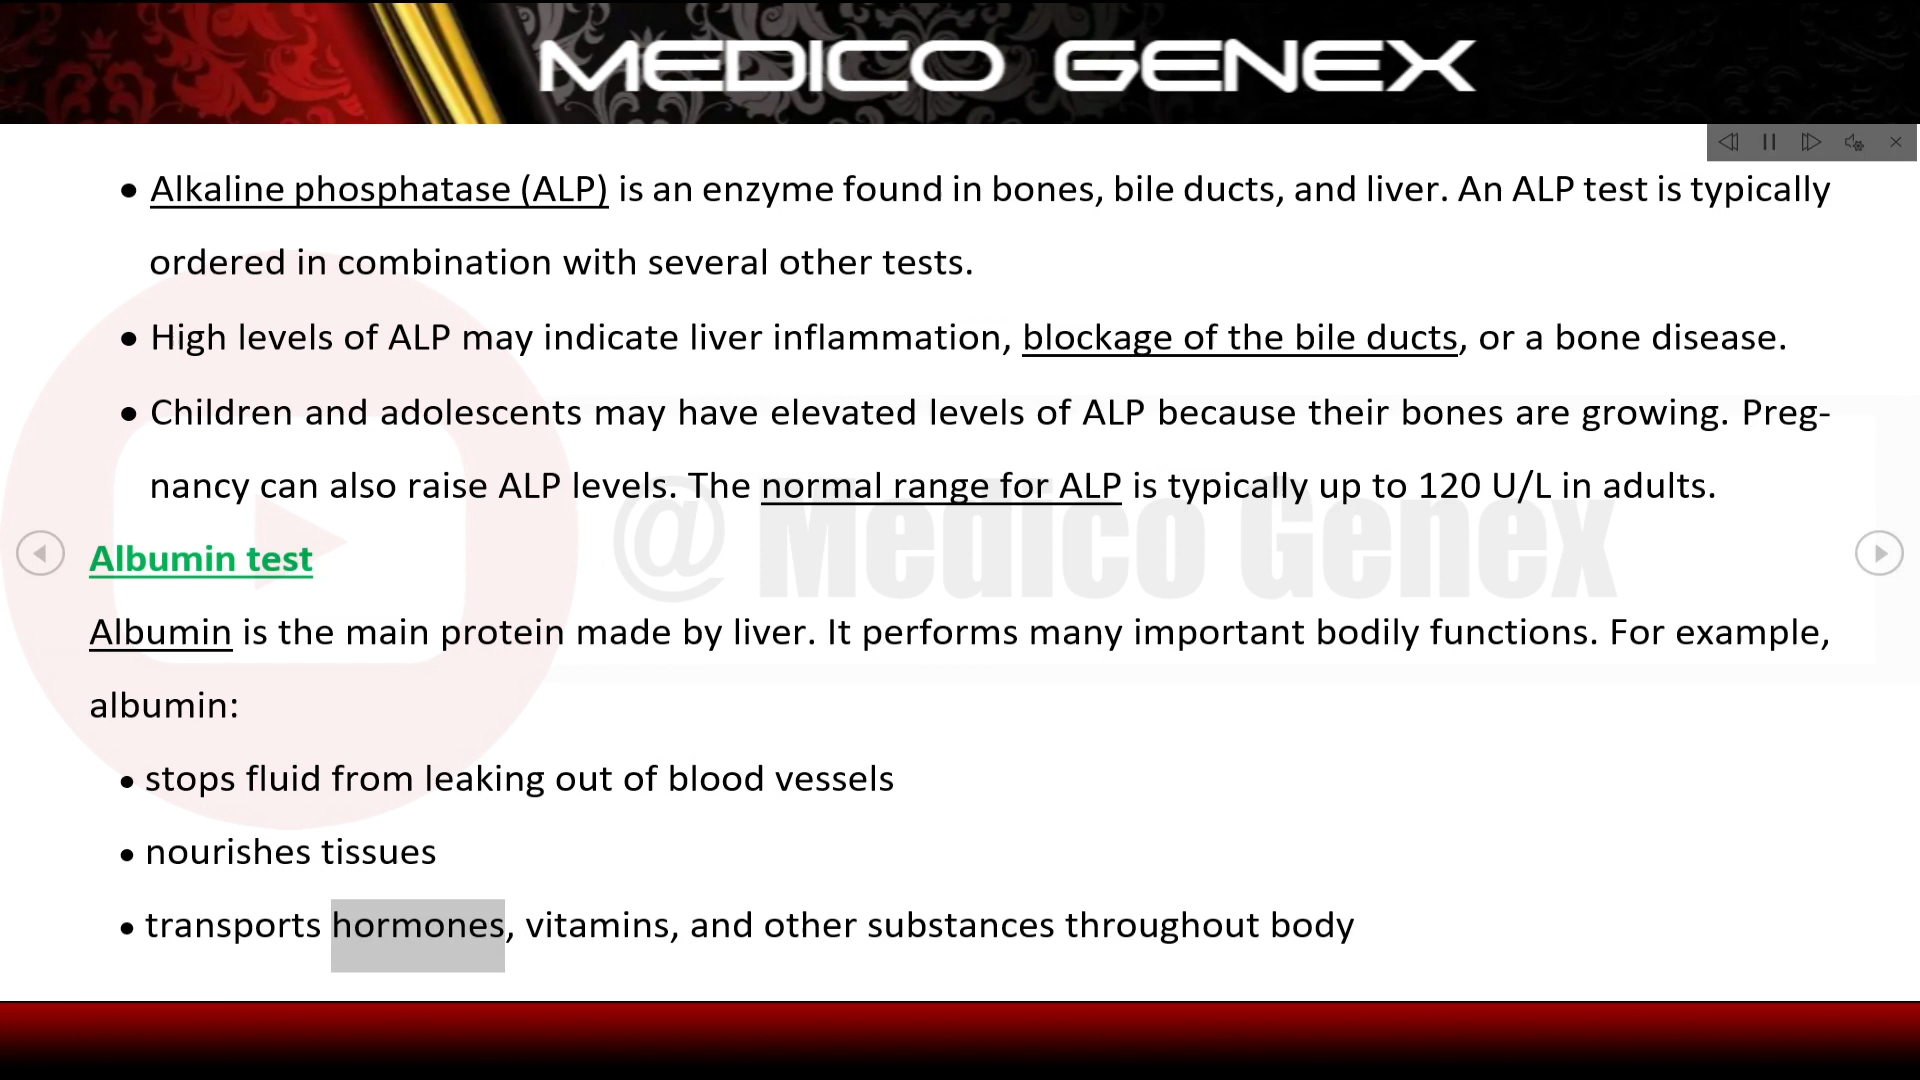 MEDICO GENEX
• Alkaline phosphatase (ALP) is an enzyme found in bones, bile ducts, and liver. An ALP test is typically
ordered in combination with several other tests.
• High levels of ALP may indicate liver inflammation, blockage of the bile ducts, or a bone disease.
• Children and adolescents may have elevated levels of ALP because their bones are growing. Preg-
nancy can also raise ALP levels. The normal range for ALP is typically up to 120 U/L in adults.
@Medico Genex
Albumin test
Albumin is the main protein made by liver. It performs many important bodily functions. For example,
albumin:
• stops fluid from leaking out of blood vessels
• nourishes tissues
• transports hormones, vitamins, and other substances throughout body